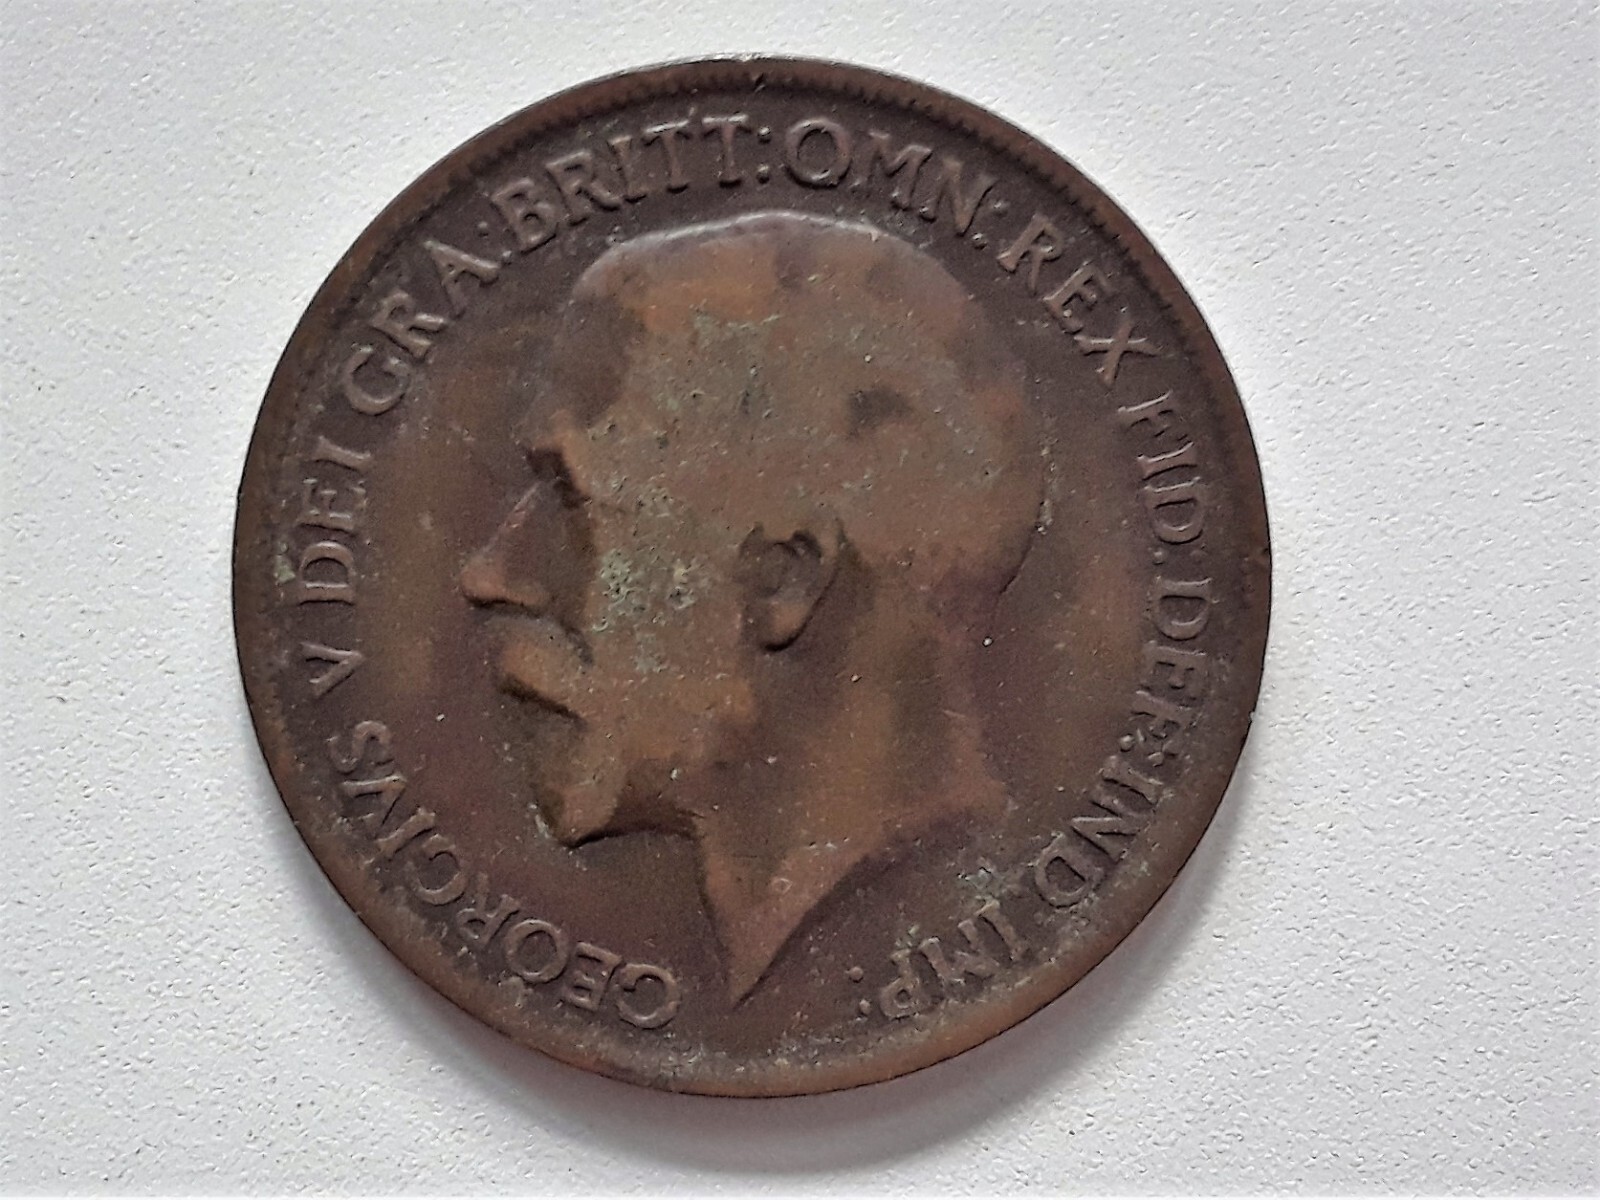 GEORGIVS V DEI GRA: BRITT: OMN: REX FID: DEF: IND: IMP: